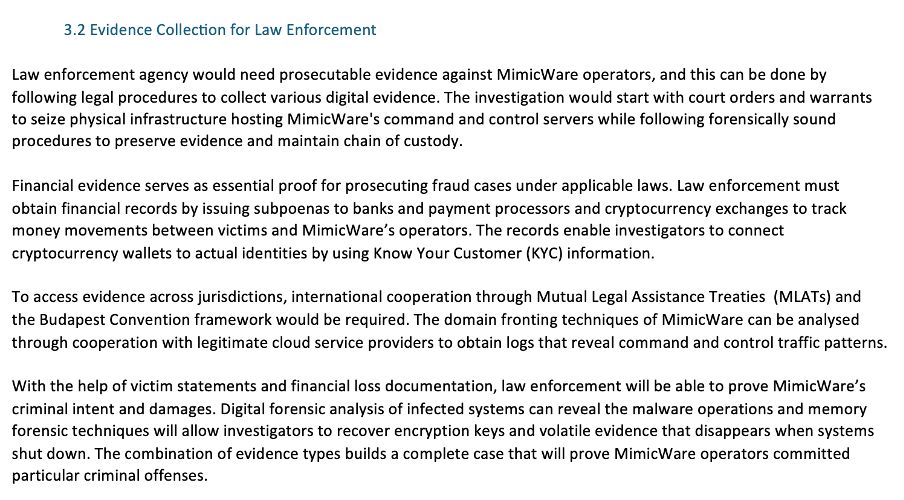 3.2 Evidence Collection for Law Enforcement
Law enforcement agency would need prosecutable evidence against MimicWare operators, and this can be done by
following legal procedures to collect various digital evidence. The investigation would start with court orders and warrants
to seize physical infrastructure hosting MimicWare's command and control servers while following forensically sound
procedures to preserve evidence and maintain chain of custody.
Financial evidence serves as essential proof for prosecuting fraud cases under applicable laws. Law enforcement must
obtain financial records by issuing subpoenas to banks and payment processors and cryptocurrency exchanges to track
money movements between victims and MimicWare’s operators. The records enable investigators to connect
cryptocurrency wallets to actual identities by using Know Your Customer (KYC) information.
To access evidence across jurisdictions, international cooperation through Mutual Legal Assistance Treaties  (MLATs) and
the Budapest Convention framework would be required. The domain fronting techniques of MimicWare can be analysed
through cooperation with legitimate cloud service providers to obtain logs that reveal command and control traffic patterns.
With the help of victim statements and financial loss documentation, law enforcement will be able to prove MimicWare’s
criminal intent and damages. Digital forensic analysis of infected systems can reveal the malware operations and memory
forensic techniques will allow investigators to recover encryption keys and volatile evidence that disappears when systems
shut down. The combination of evidence types builds a complete case that will prove MimicWare operators committed
particular criminal offenses.